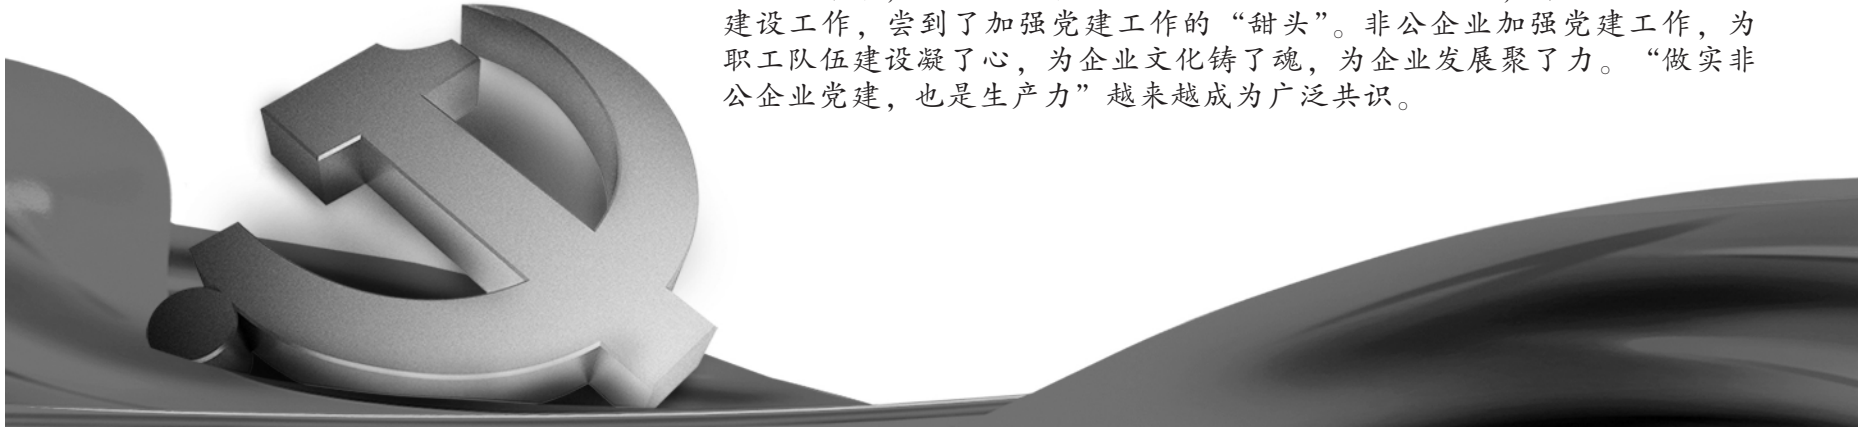 建设工作，尝到了加强党建工作的“甜头”。非公企业加强党建工作，为
职工队伍建设凝了心，为企业文化铸了魂，为企业发展聚了力。“做实非
公企业党建，也是生产力”越来越成为广泛共识。